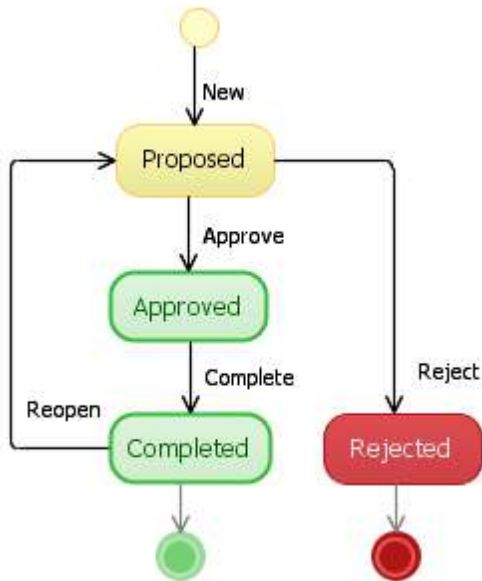 New
Proposed
Approve
Approved
Complete
Reject
Reopen
Completed
Rejected